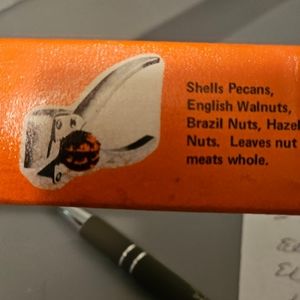 Shells Pecans,
English Walnuts,
Brazil Nuts, Hazel
Nuts. Leaves nut
meats whole.